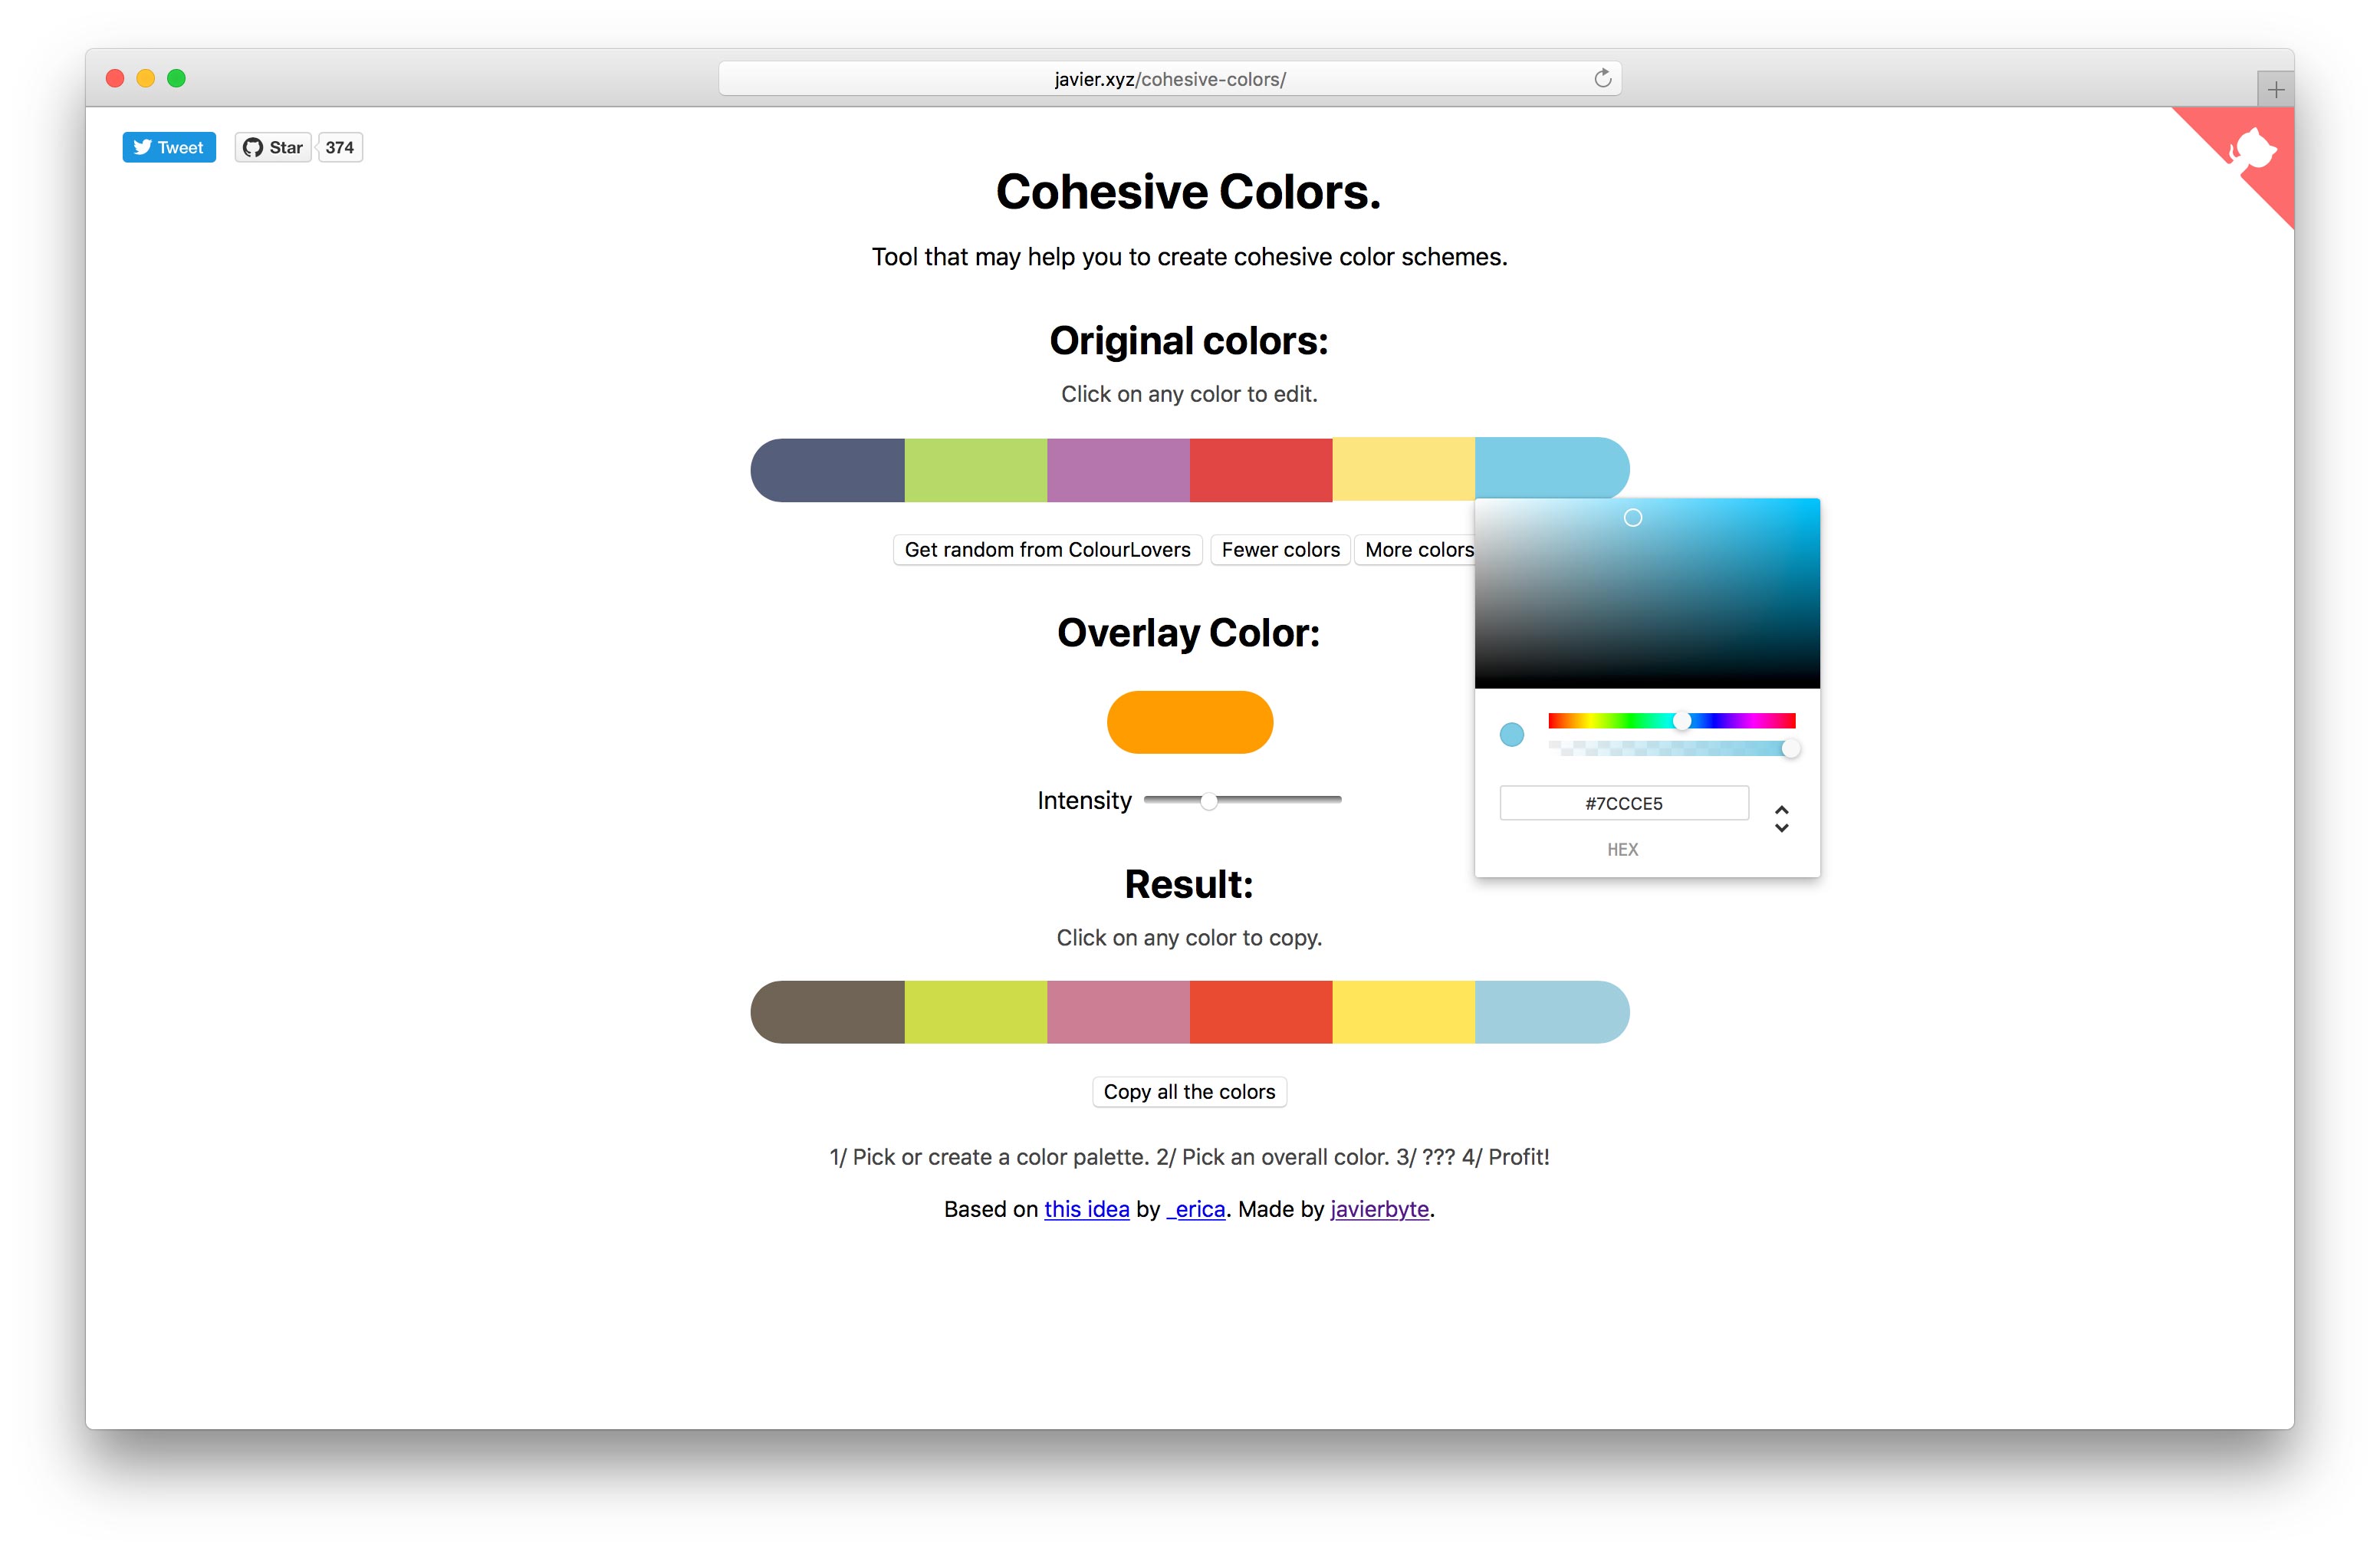 javier.xyz/cohesive-colors/
Tweet Star 374
Cohesive Colors.
Tool that may help you to create cohesive color schemes.
Original colors:
Click on any color to edit.
Get random from ColourLovers Fewer colors More colors
Overlay Color:
Intensity
#7CCCE5
HEX
Result:
Click on any color to copy.
Copy all the colors
1/ Pick or create a color palette. 2/ Pick an overall color. 3/ ??? 4/ Profit!
Based on this idea by _erica. Made by javierbyte.